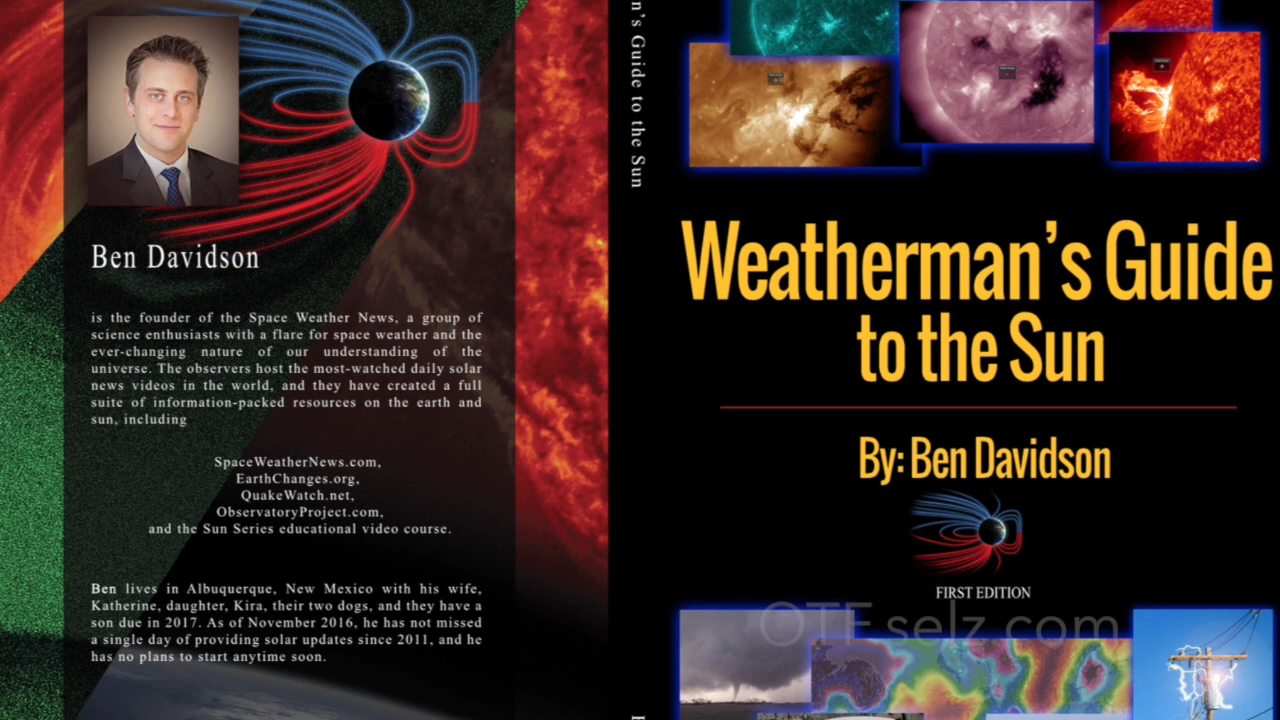 Ben Davidson
is the founder of the Space Weather News, a group of
science enthusiasts with a flare for space weather and the
ever-changing nature of our understanding of the
universe. The observers host the most-watched daily solar
news videos in the world, and they have created a full
suite of information-packed resources on the earth and
sun, including
SpaceWeatherNews.com,
EarthChanges.org,
QuakeWatch.net,
ObservatoryProject.com,
and the Sun Series educational video course.
Ben lives in Albuquerque, New Mexico with his wife,
Katherine, daughter, Kira, their two dogs, and they have a
son due in 2017. As of November 2016, he has not missed
a single day of providing solar updates since 2011, and he
has no plans to start anytime soon.
n's Guide to the Sun
Weatherman's Guide
to the Sun
By: Ben Davidson
FIRST EDITION
OTF.selz.com